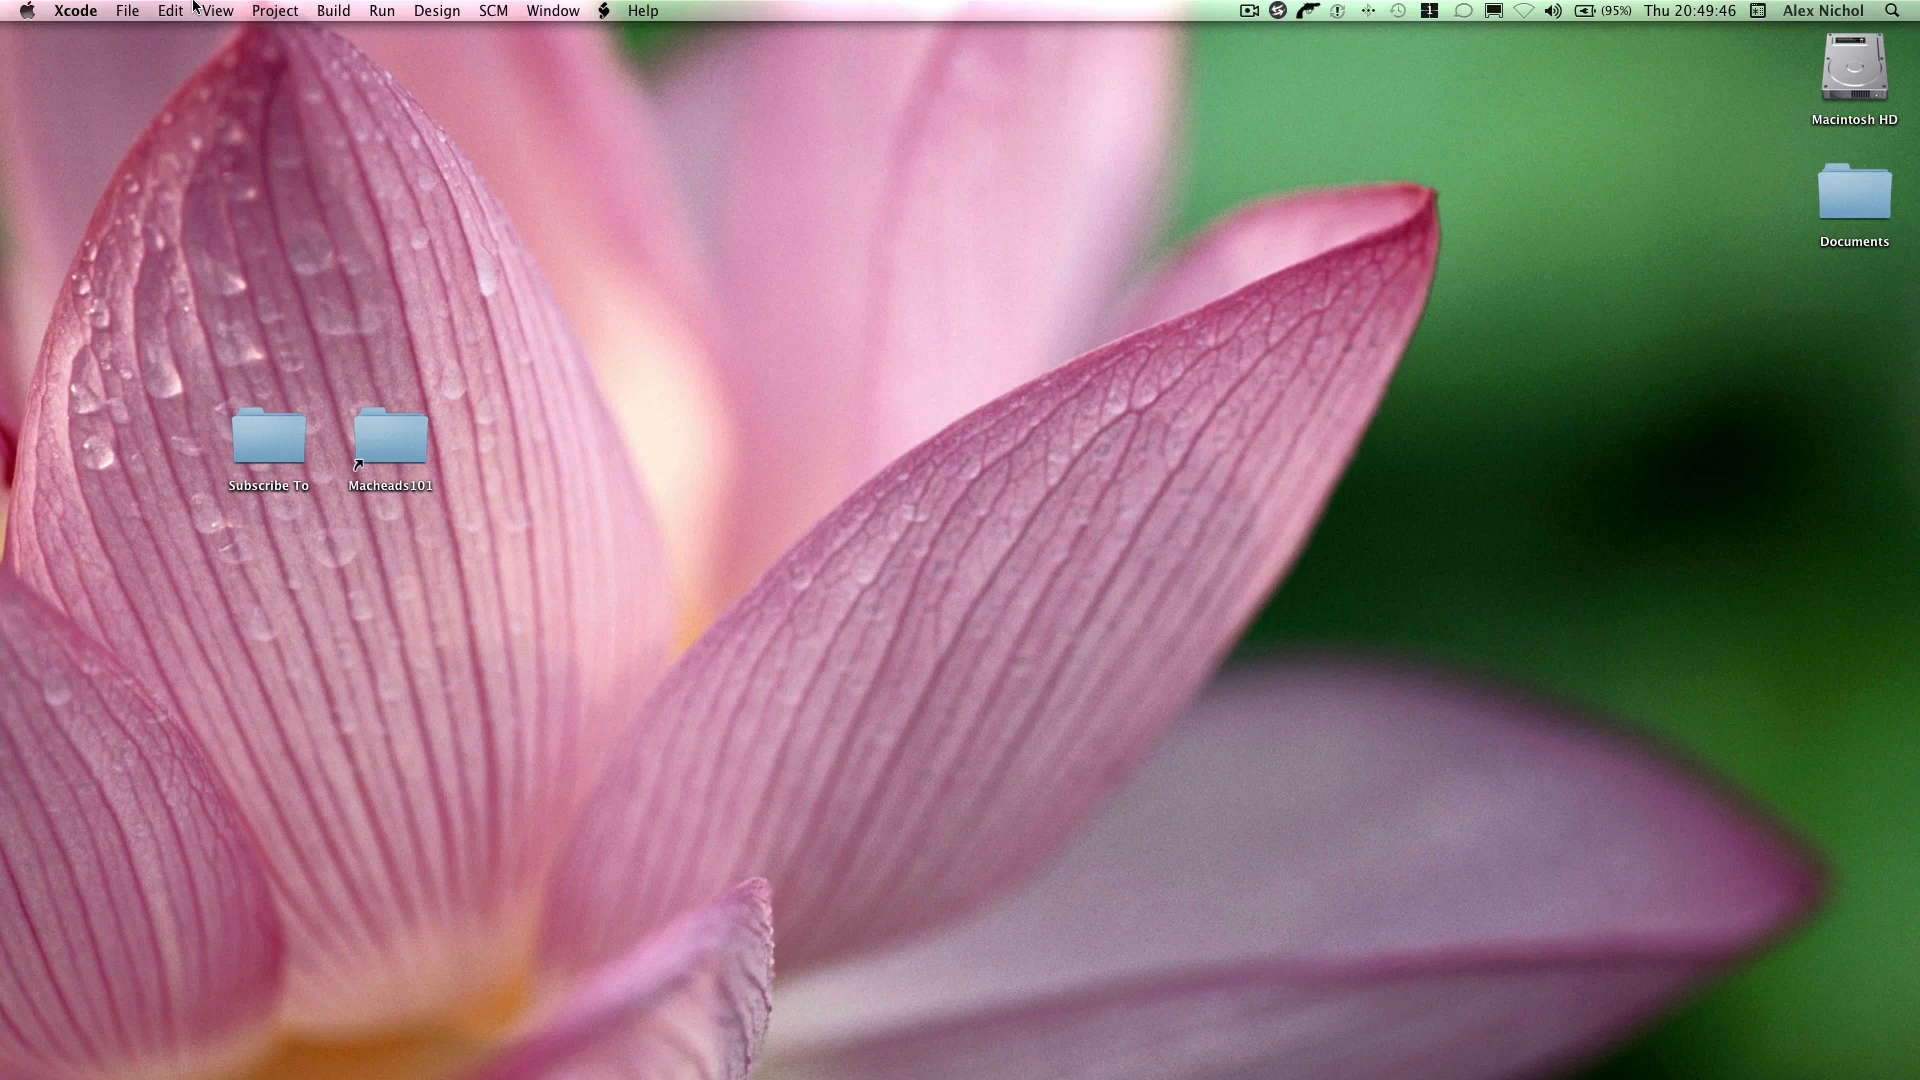 Xcode File Edit View Project Build Run Design SCM Window Help
1 (95%) Thu 20:49:46 Alex Nichol
Macintosh HD
Documents
Subscribe To
Macheads101